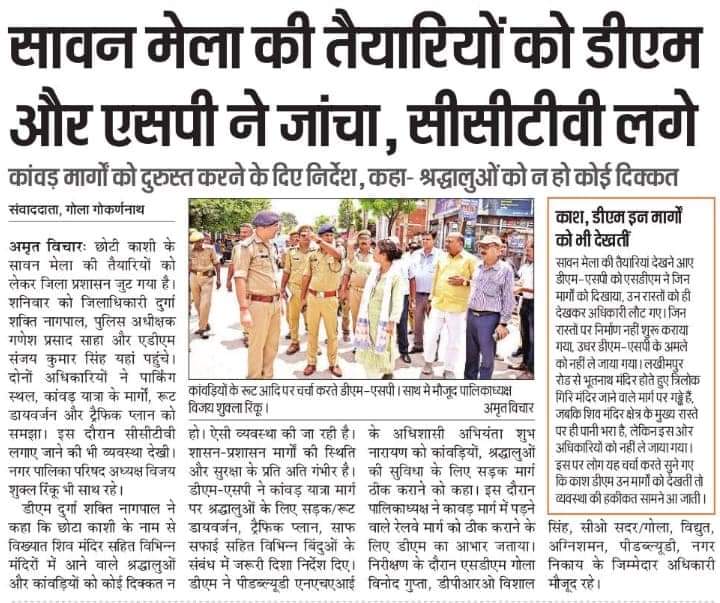 सावन मेला की तैयारियों को डीएम
और एसपी ने जांचा, सीसीटीवी लगे
कांवड़ मार्गों को दुरुस्त करने के दिए निर्देश, कहा- श्रद्धालुओं को न हो कोई दिक्कत
संवाददाता, गोला गोकर्णनाथ
अमृत विचारः छोटी काशी के
सावन मेला की तैयारियों को
लेकर जिला प्रशासन जुट गया है।
शनिवार को जिलाधिकारी दुर्गा
शक्ति नागपाल, पुलिस अधीक्षक
गणेश प्रसाद साहा और एडीएम
संजय कुमार सिंह यहां पहुंचे।
दोनों अधिकारियों ने पार्किंग
स्थल, कांवड़ यात्रा के मार्गों, रूट
डायवर्जन और ट्रैफिक प्लान को
समझा। इस दौरान सीसीटीवी
लगाए जाने की भी व्यवस्था देखी।
नगर पालिका परिषद अध्यक्ष विजय
शुक्ल रिंकू भी साथ रहे।
डीएम दुर्गा शक्ति नागपाल ने
कहा कि छोटा काशी के नाम से
विख्यात शिव मंदिर सहित विभिन्न
मंदिरों में आने वाले श्रद्धालुओं
और कांवड़ियों को कोई दिक्कत न
कांवड़ियों के रूट आदि पर चर्चा करते डीएम-एसपी। साथ मे मौजूद पालिकाध्यक्ष
विजय शुक्ला रिंकू। अमृत विचार
हो। ऐसी व्यवस्था की जा रही है।
शासन-प्रशासन मार्गों की स्थिति
और सुरक्षा के प्रति अति गंभीर है।
डीएम-एसपी ने कांवड़ यात्रा मार्ग
पर श्रद्धालुओं के लिए सड़क/रूट
डायवर्जन, ट्रैफिक प्लान, साफ
सफाई सहित विभिन्न बिंदुओं के
संबंध में जरूरी दिशा निर्देश दिए।
डीएम ने पीडब्ल्यूडी एनएचएआई
के अधिशासी अभियंता शुभ
नारायण को कांवड़ियों, श्रद्धालुओं
की सुविधा के लिए सड़क मार्ग
ठीक कराने को कहा। इस दौरान
पालिकाध्यक्ष ने कावड़ मार्ग में पड़ने
वाले रेलवे मार्ग को ठीक कराने के
लिए डीएम का आभार जताया।
निरीक्षण के दौरान एसडीएम गोला
विनोद गुप्ता, डीपीआरओ विशाल
सिंह, सीओ सदर/गोला, विद्युत,
अग्निशमन, पीडब्ल्यूडी, नगर
निकाय के जिम्मेदार अधिकारी
मौजूद रहे।
काश, डीएम इन मार्गों
को भी देखतीं
सावन मेला की तैयारियां देखने आए
डीएम-एसपी को एसडीएम ने जिन
मार्गों को दिखाया, उन रास्तों को ही
देखकर अधिकारी लौट गए। जिन
रास्तों पर निर्माण नहीं शुरू कराया
गया, उधर डीएम-एसपी के अमले
को नहीं ले जाया गया। लखीमपुर
रोड से भूतनाथ मंदिर होते हुए त्रिलोक
गिरि मंदिर जाने वाले मार्ग पर गड्ढे हैं,
जबकि शिव मंदिर क्षेत्र के मुख्य रास्ते
पर ही पानी भरा है, लेकिन इस ओर
अधिकारियों को नहीं ले जाया गया।
इस पर लोग यह चर्चा करते सुने गए
कि काश डीएम उन मार्गों को देखती तो
व्यवस्था की हकीकत सामने आ जाती।